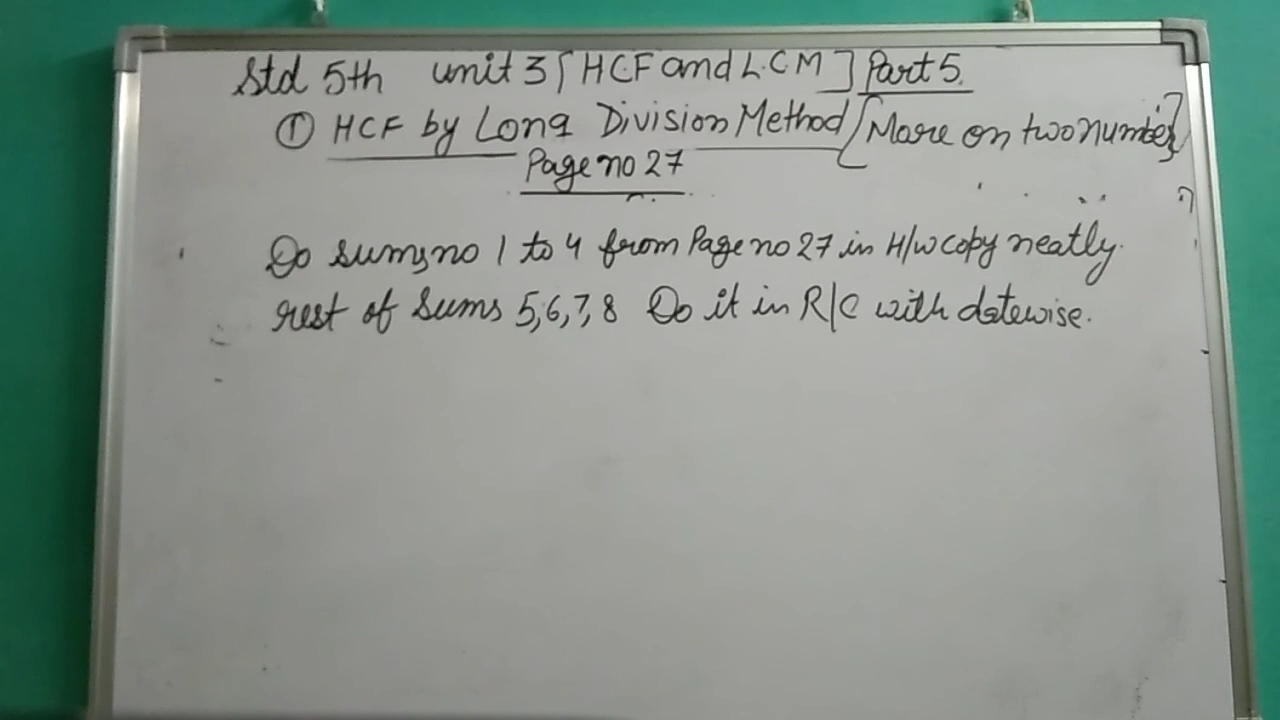 Std 5th unit 3 [HCF and L.C M] Part 5.
① HCF by Long Division Method [More on two number]
Page no 27
Do sums no 1 to 4 from Page no 27 in H/w copy neatly.
rest of Sums 5,6,7,8 Do it in R/C with datewise.